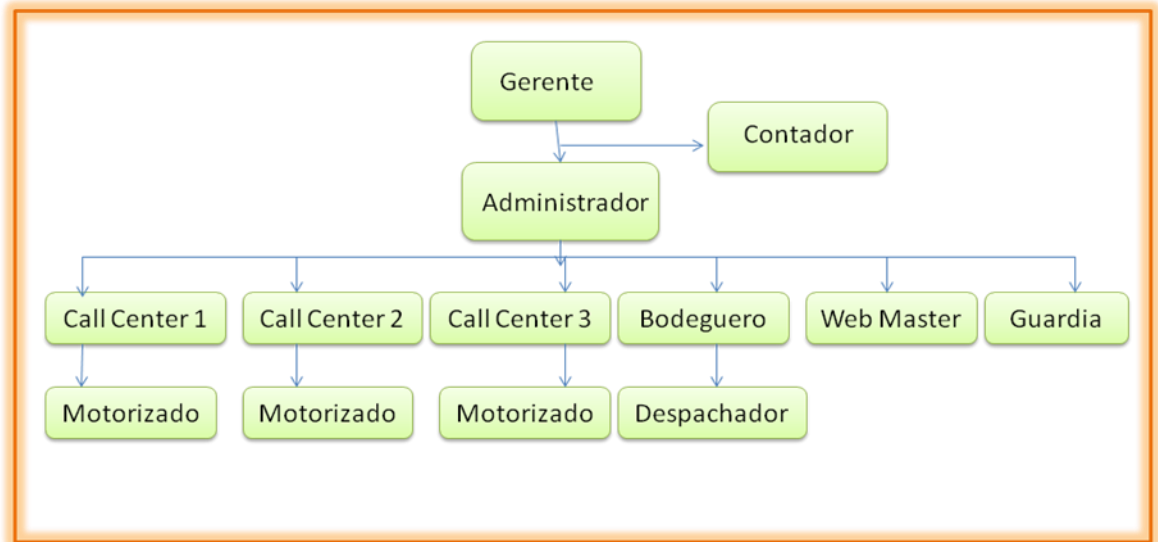 Gerente
Contador
Administrador
Call Center 1
Call Center 2
Call Center 3
Bodeguero
Web Master
Guardia
Motorizado
Motorizado
Motorizado
Despachador